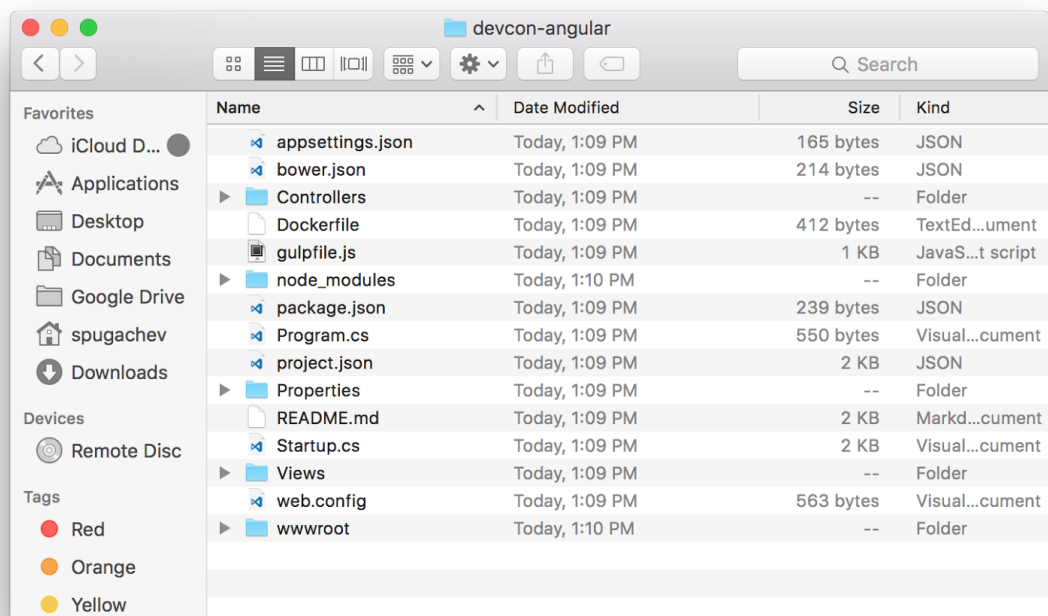 devcon-angular
Search
Favorites
iCloud D...
Applications
Desktop
Documents
Google Drive
spugachev
Downloads
Devices
Remote Disc
Tags
Red
Orange
Yellow
Name Date Modified Size Kind
appsettings.json Today, 1:09 PM 165 bytes JSON
bower.json Today, 1:09 PM 214 bytes JSON
Controllers Today, 1:09 PM -- Folder
Dockerfile Today, 1:09 PM 412 bytes TextEd...ument
gulpfile.js Today, 1:09 PM 1 KB JavaS...t script
node_modules Today, 1:10 PM -- Folder
package.json Today, 1:09 PM 239 bytes JSON
Program.cs Today, 1:09 PM 550 bytes Visual...cument
project.json Today, 1:09 PM 2 KB JSON
Properties Today, 1:09 PM -- Folder
README.md Today, 1:09 PM 2 KB Markd...cument
Startup.cs Today, 1:09 PM 2 KB Visual...cument
Views Today, 1:09 PM -- Folder
web.config Today, 1:09 PM 563 bytes Visual...cument
wwwroot Today, 1:10 PM -- Folder